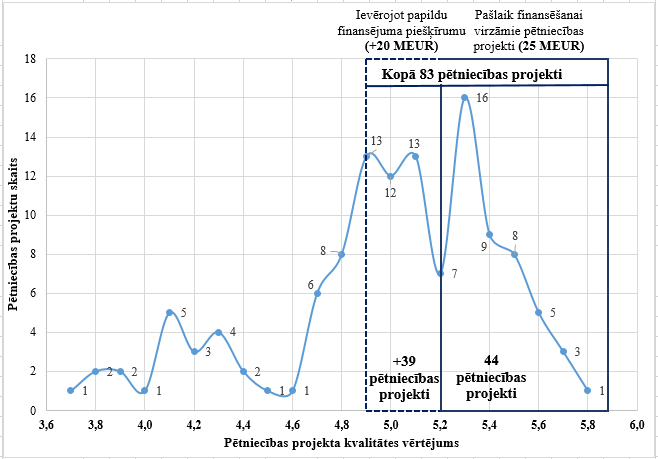 Ievērojot papildu
finansējuma piešķīrumu
(+20 MEUR)
Pašlaik finansēšanai
virzāmie pētniecības
projekti (25 MEUR)
Kopā 83 pētniecības projekti
Pētniecības projektu skaits
18
16
14
12
10
8
6
4
2
0
1
2
2
1
5
3
4
2
1
1
6
8
13
12
13
7
16
9
8
5
3
1
+39
pētniecības
projekti
44
pētniecības
projekti
3,6 3,8 4,0 4,2 4,4 4,6 4,8 5,0 5,2 5,4 5,6 5,8 6,0
Pētniecības projekta kvalitātes vērtējums